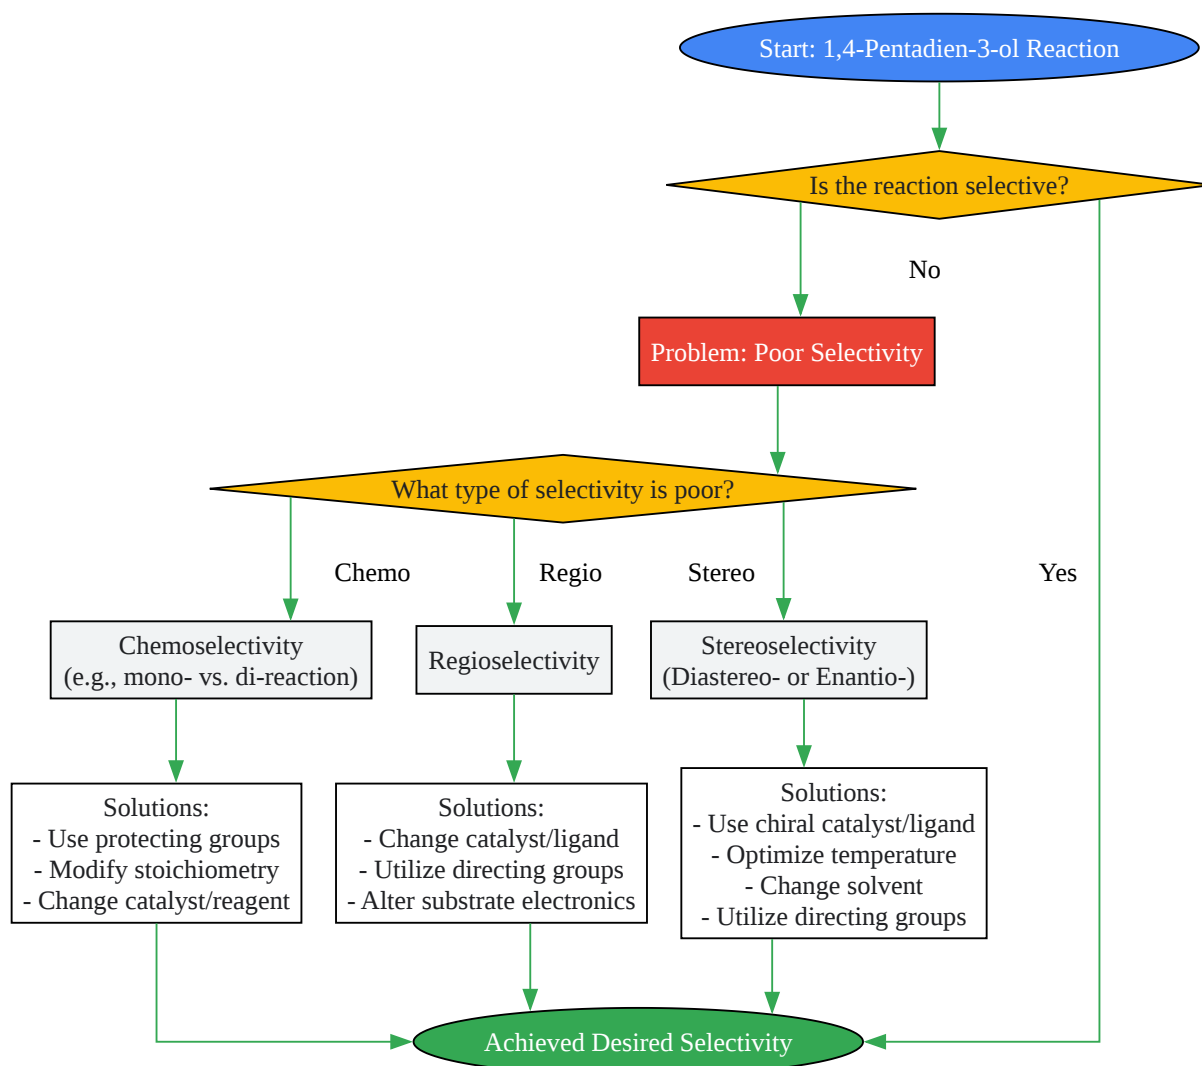 Start: 1,4-Pentadien-3-ol Reaction
Is the reaction selective?
No
Problem: Poor Selectivity
What type of selectivity is poor?
Chemo
Regio
Stereo
Yes
Chemoselectivity
(e.g., mono- vs. di-reaction)
Regioselectivity
Stereoselectivity
(Diastereo- or Enantio-)
Solutions:
- Use protecting groups
- Modify stoichiometry
- Change catalyst/reagent
Solutions:
- Change catalyst/ligand
- Utilize directing groups
- Alter substrate electronics
Solutions:
- Use chiral catalyst/ligand
- Optimize temperature
- Change solvent
- Utilize directing groups
Achieved Desired Selectivity